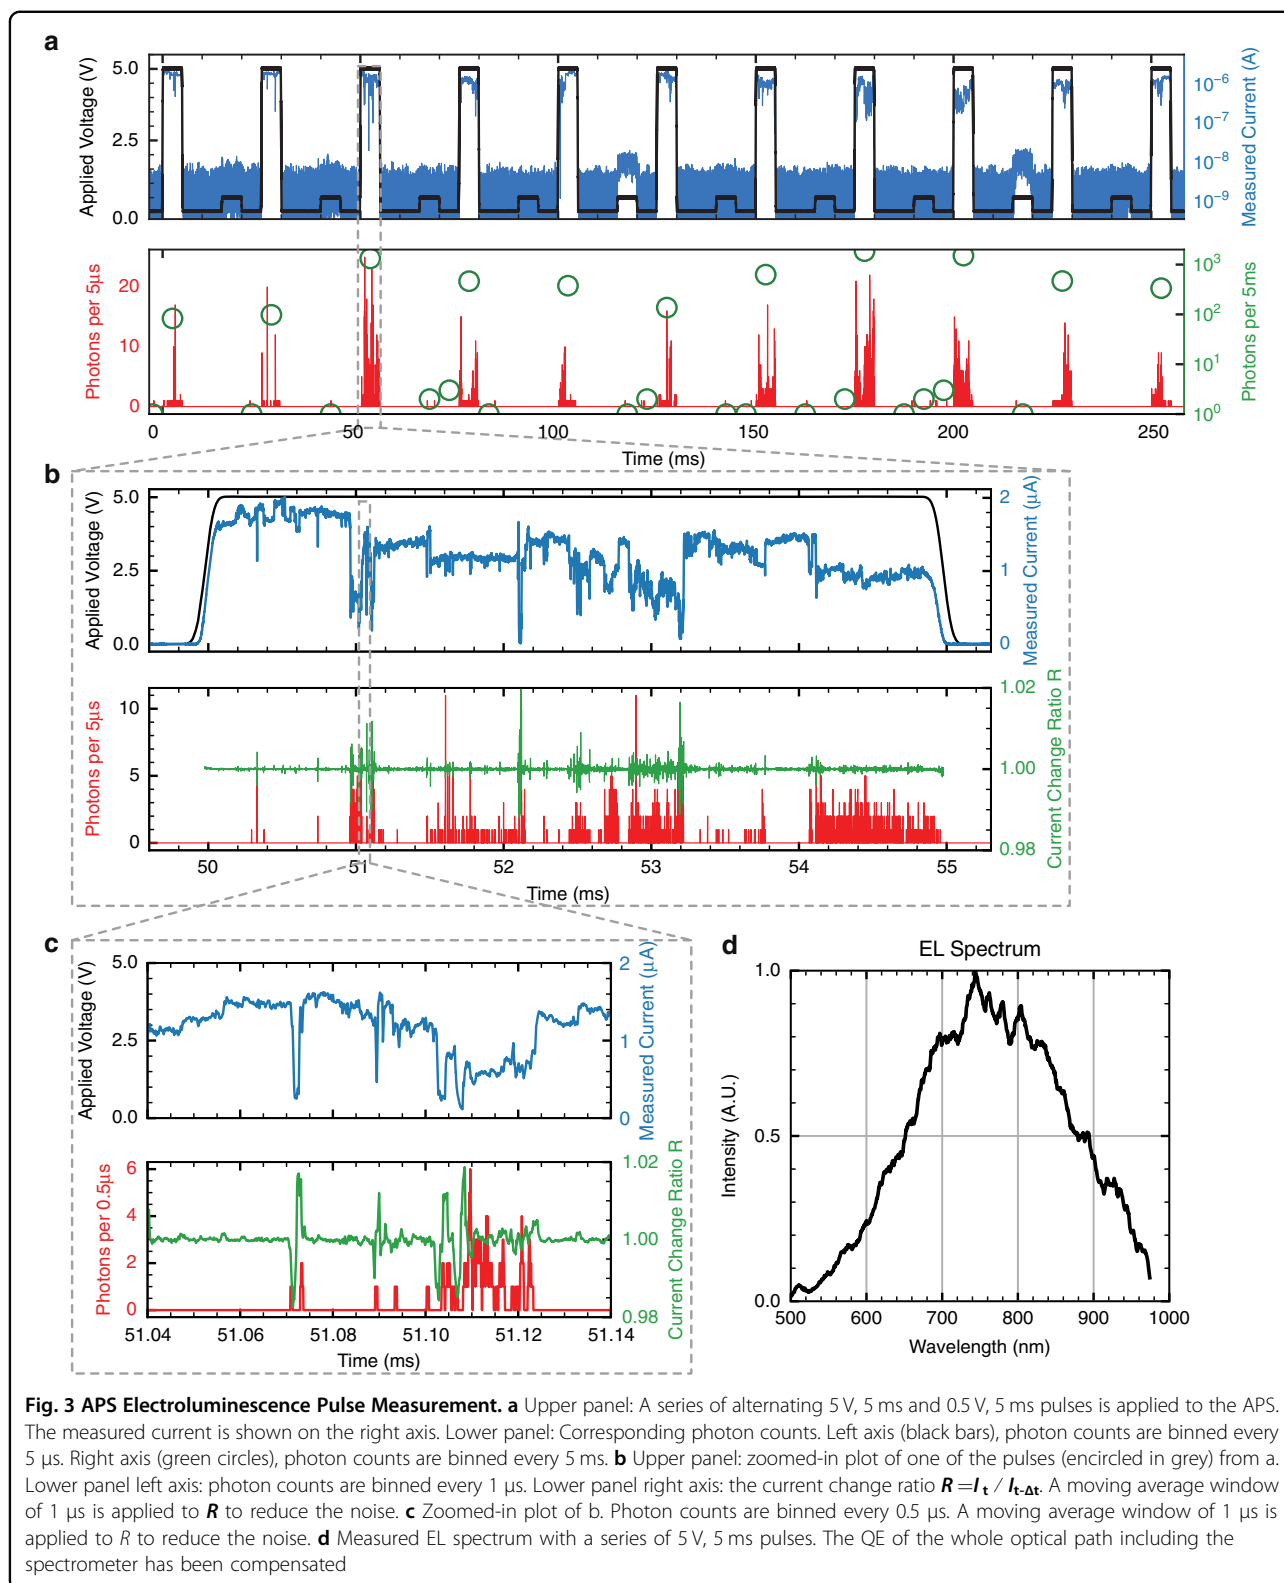 a
Applied Voltage (V)
5.0
2.5
0.0
10⁻⁶
10⁻⁷
10⁻⁸
10⁻⁹
Measured Current (A)
Photons per 5μs
20
10
0
10³
10²
10¹
10⁰
Photons per 5ms
0 50 100 150 200 250
Time (ms)
b
Applied Voltage (V)
5.0
2.5
0.0
2
1
0
Measured Current (μA)
Photons per 5μs
10
5
0
1.02
1.00
0.98
Current Change Ratio R
50 51 52 53 54 55
Time (ms)
c
Applied Voltage (V)
5.0
2.5
0.0
2
1
0
Measured Current (μA)
Photons per 0.5μs
6
4
2
0
1.02
1.00
0.98
Current Change Ratio R
51.04 51.06 51.08 51.10 51.12 51.14
Time (ms)
d
EL Spectrum
Intensity (A.U.)
1.0
0.5
0.0
500 600 700 800 900 1000
Wavelength (nm)
Fig. 3 APS Electroluminescence Pulse Measurement. a Upper panel: A series of alternating 5 V, 5 ms and 0.5 V, 5 ms pulses is applied to the APS.
The measured current is shown on the right axis. Lower panel: Corresponding photon counts. Left axis (black bars), photon counts are binned every
5 μs. Right axis (green circles), photon counts are binned every 5 ms. b Upper panel: zoomed-in plot of one of the pulses (encircled in grey) from a.
Lower panel left axis: photon counts are binned every 1 μs. Lower panel right axis: the current change ratio R = I t / I t-Δt. A moving average window
of 1 μs is applied to R to reduce the noise. c Zoomed-in plot of b. Photon counts are binned every 0.5 μs. A moving average window of 1 μs is
applied to R to reduce the noise. d Measured EL spectrum with a series of 5 V, 5 ms pulses. The QE of the whole optical path including the
spectrometer has been compensated